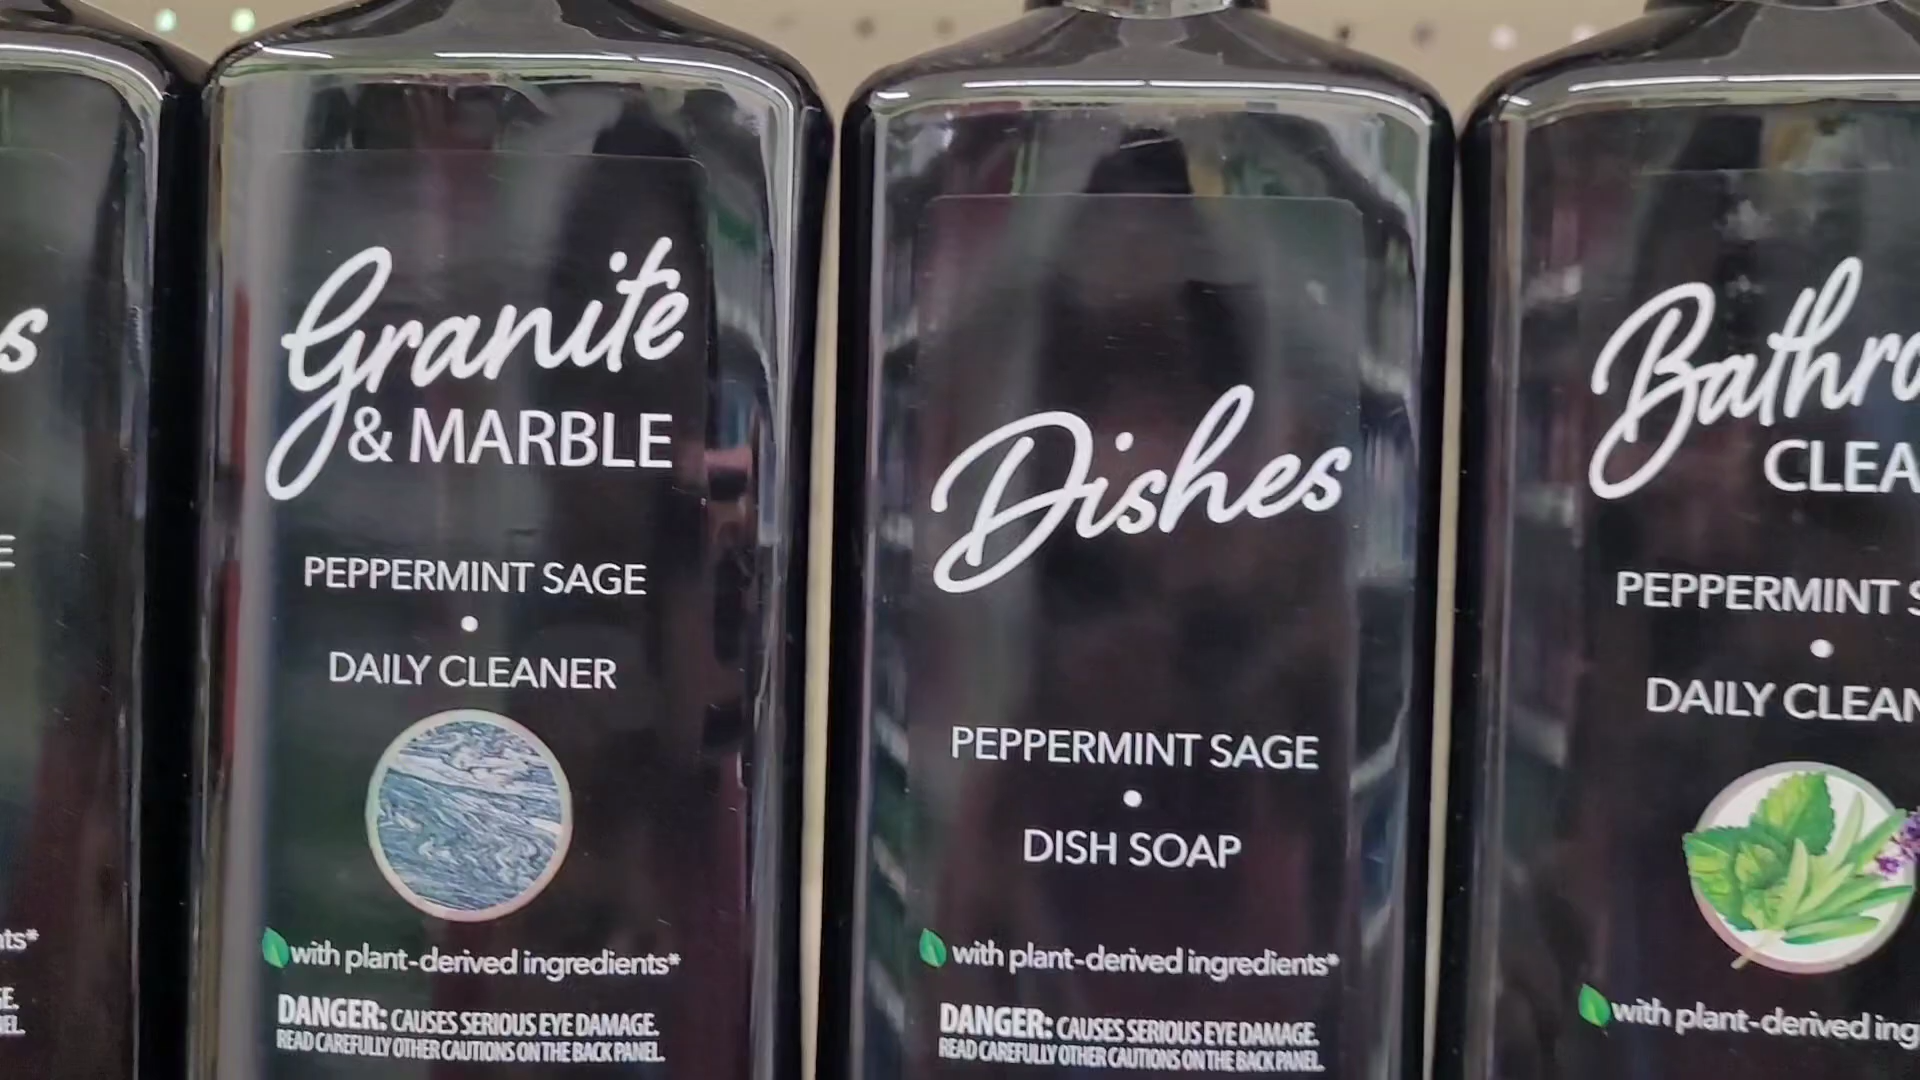 Granite
& MARBLE
PEPPERMINT SAGE
•
DAILY CLEANER
with plant-derived ingredients*
DANGER: CAUSES SERIOUS EYE DAMAGE.
READ CAREFULLY OTHER CAUTIONS ON THE BACK PANEL.
Dishes
PEPPERMINT SAGE
•
DISH SOAP
with plant-derived ingredients*
DANGER: CAUSES SERIOUS EYE DAMAGE.
READ CAREFULLY OTHER CAUTIONS ON THE BACK PANEL.
PEPPERMINT
•
DAILY
with plant-derived